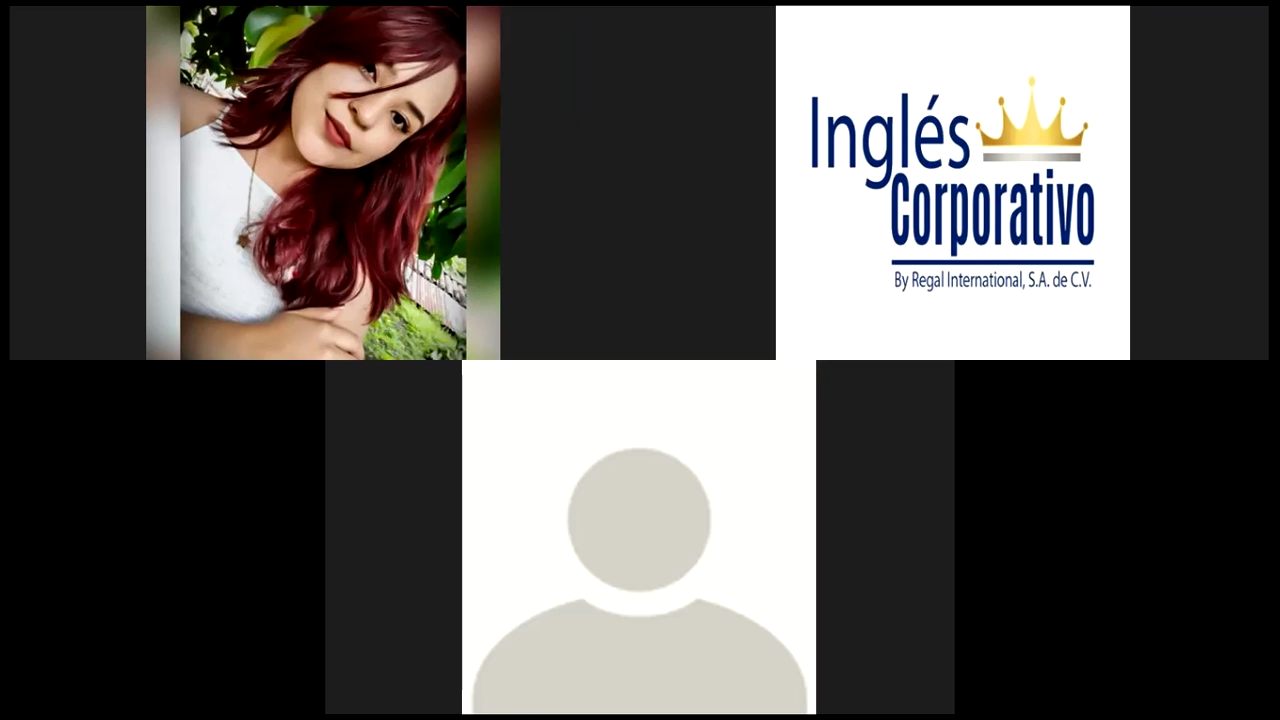 Inglés
Corporativo
By Regal International, S.A. de C.V.